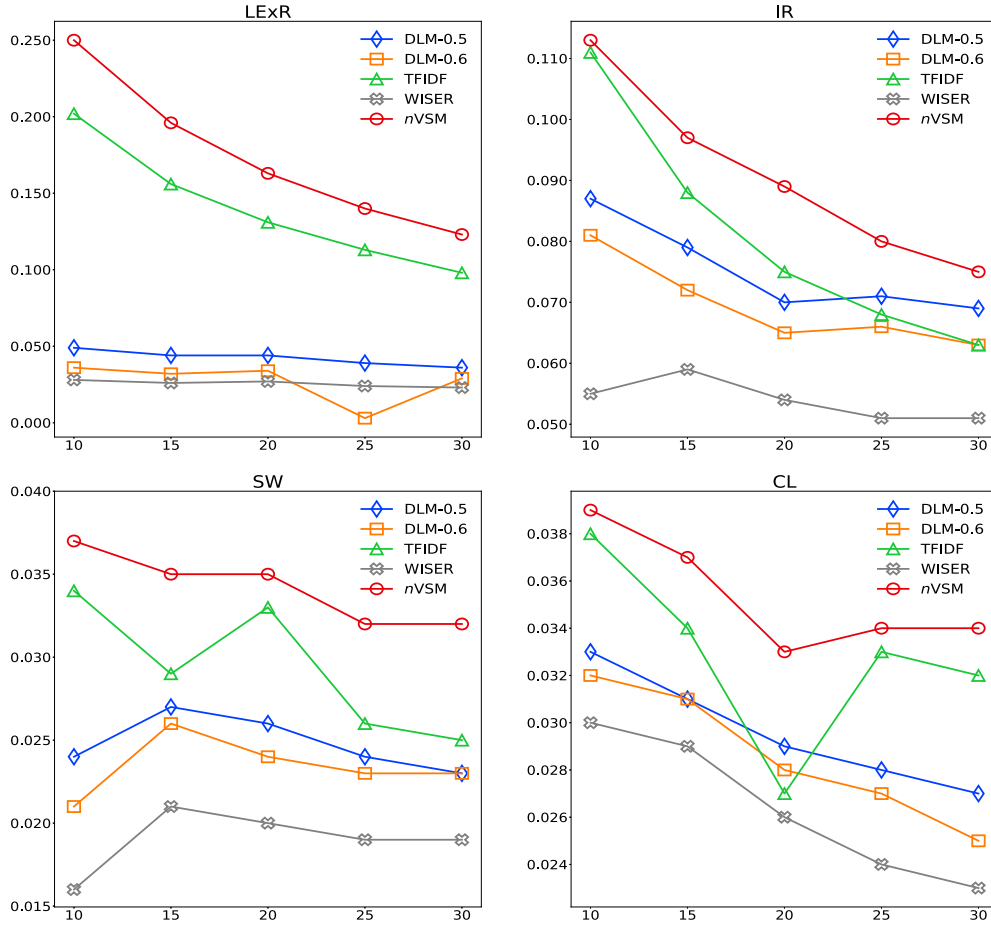 LExR
0.250
0.200
0.150
0.100
0.050
0.000
10 15 20 25 30
DLM-0.5
DLM-0.6
TFIDF
WISER
nVSM
IR
0.110
0.100
0.090
0.080
0.070
0.060
0.050
10 15 20 25 30
DLM-0.5
DLM-0.6
TFIDF
WISER
nVSM
SW
0.040
0.035
0.030
0.025
0.020
0.015
10 15 20 25 30
DLM-0.5
DLM-0.6
TFIDF
WISER
nVSM
CL
0.038
0.036
0.034
0.032
0.030
0.028
0.026
0.024
10 15 20 25 30
DLM-0.5
DLM-0.6
TFIDF
WISER
nVSM